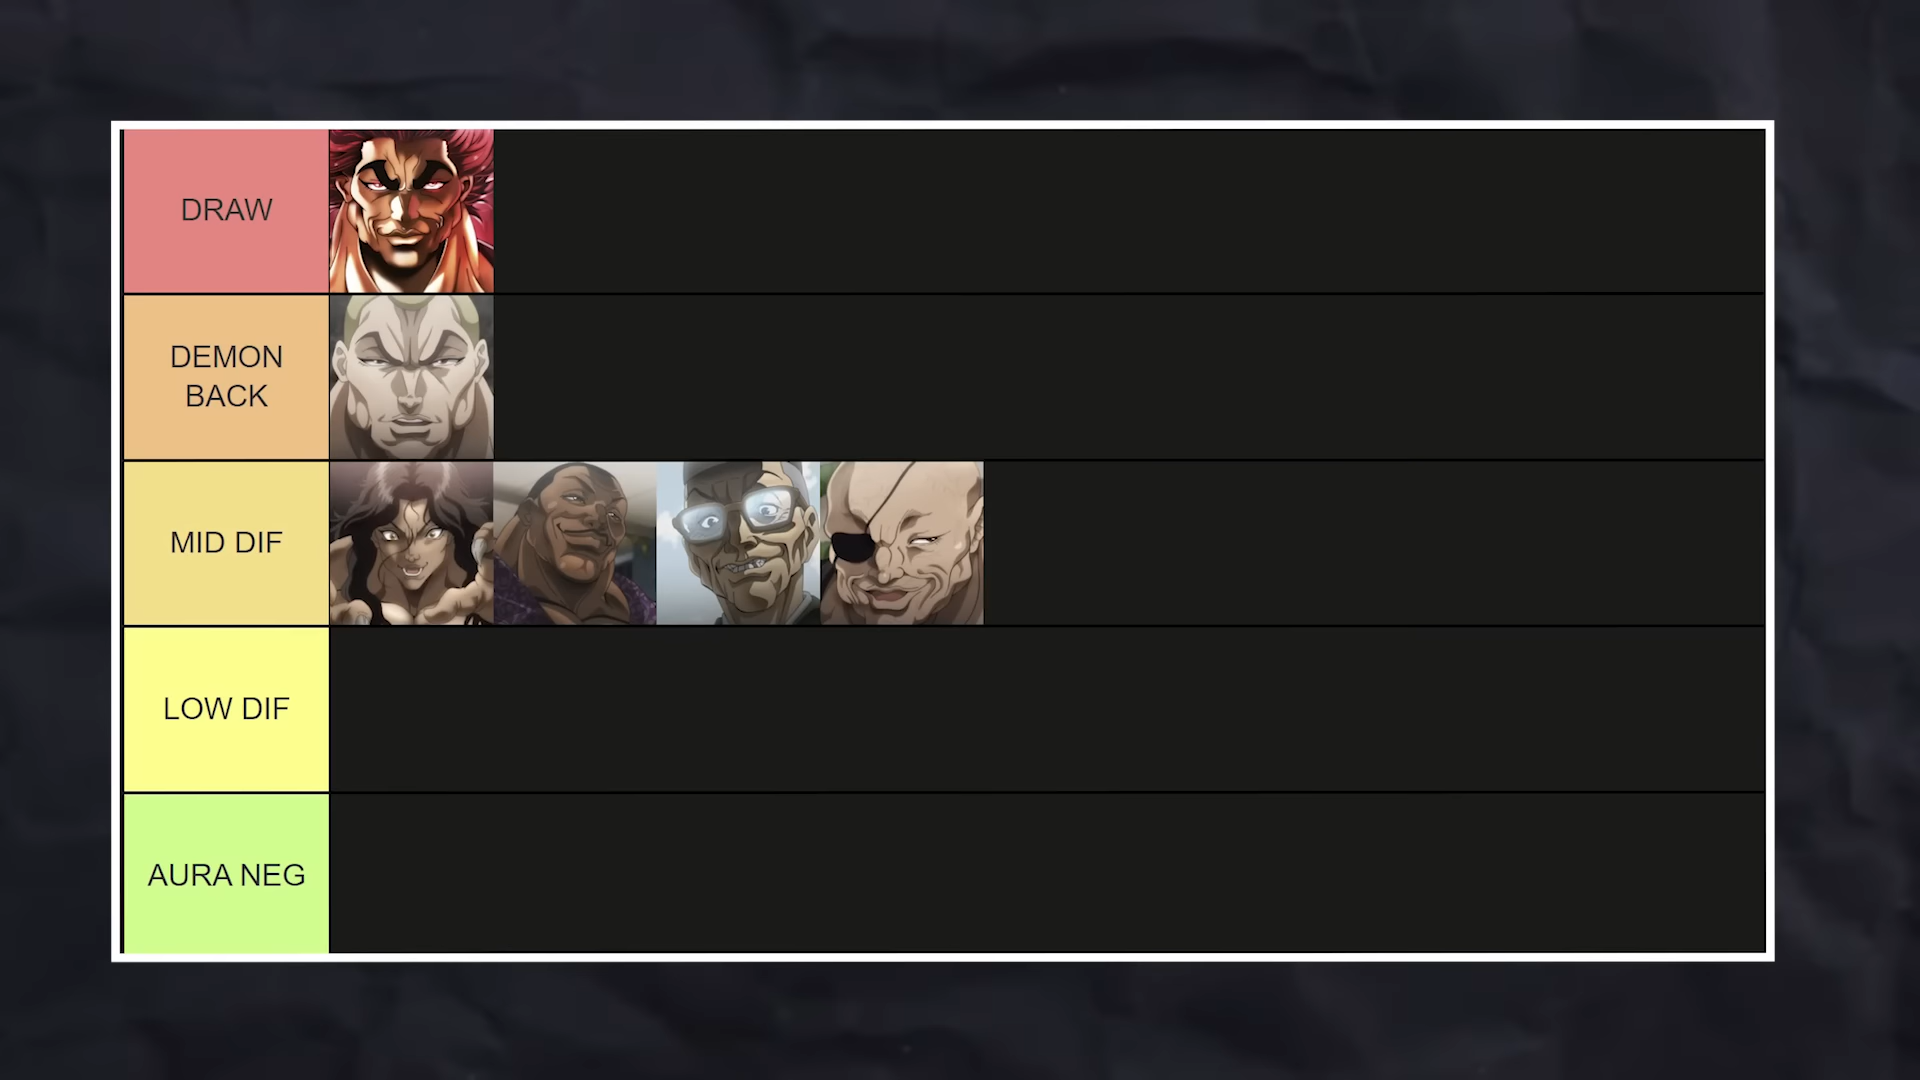 DRAW
DEMON
BACK
MID DIF
LOW DIF
AURA NEG